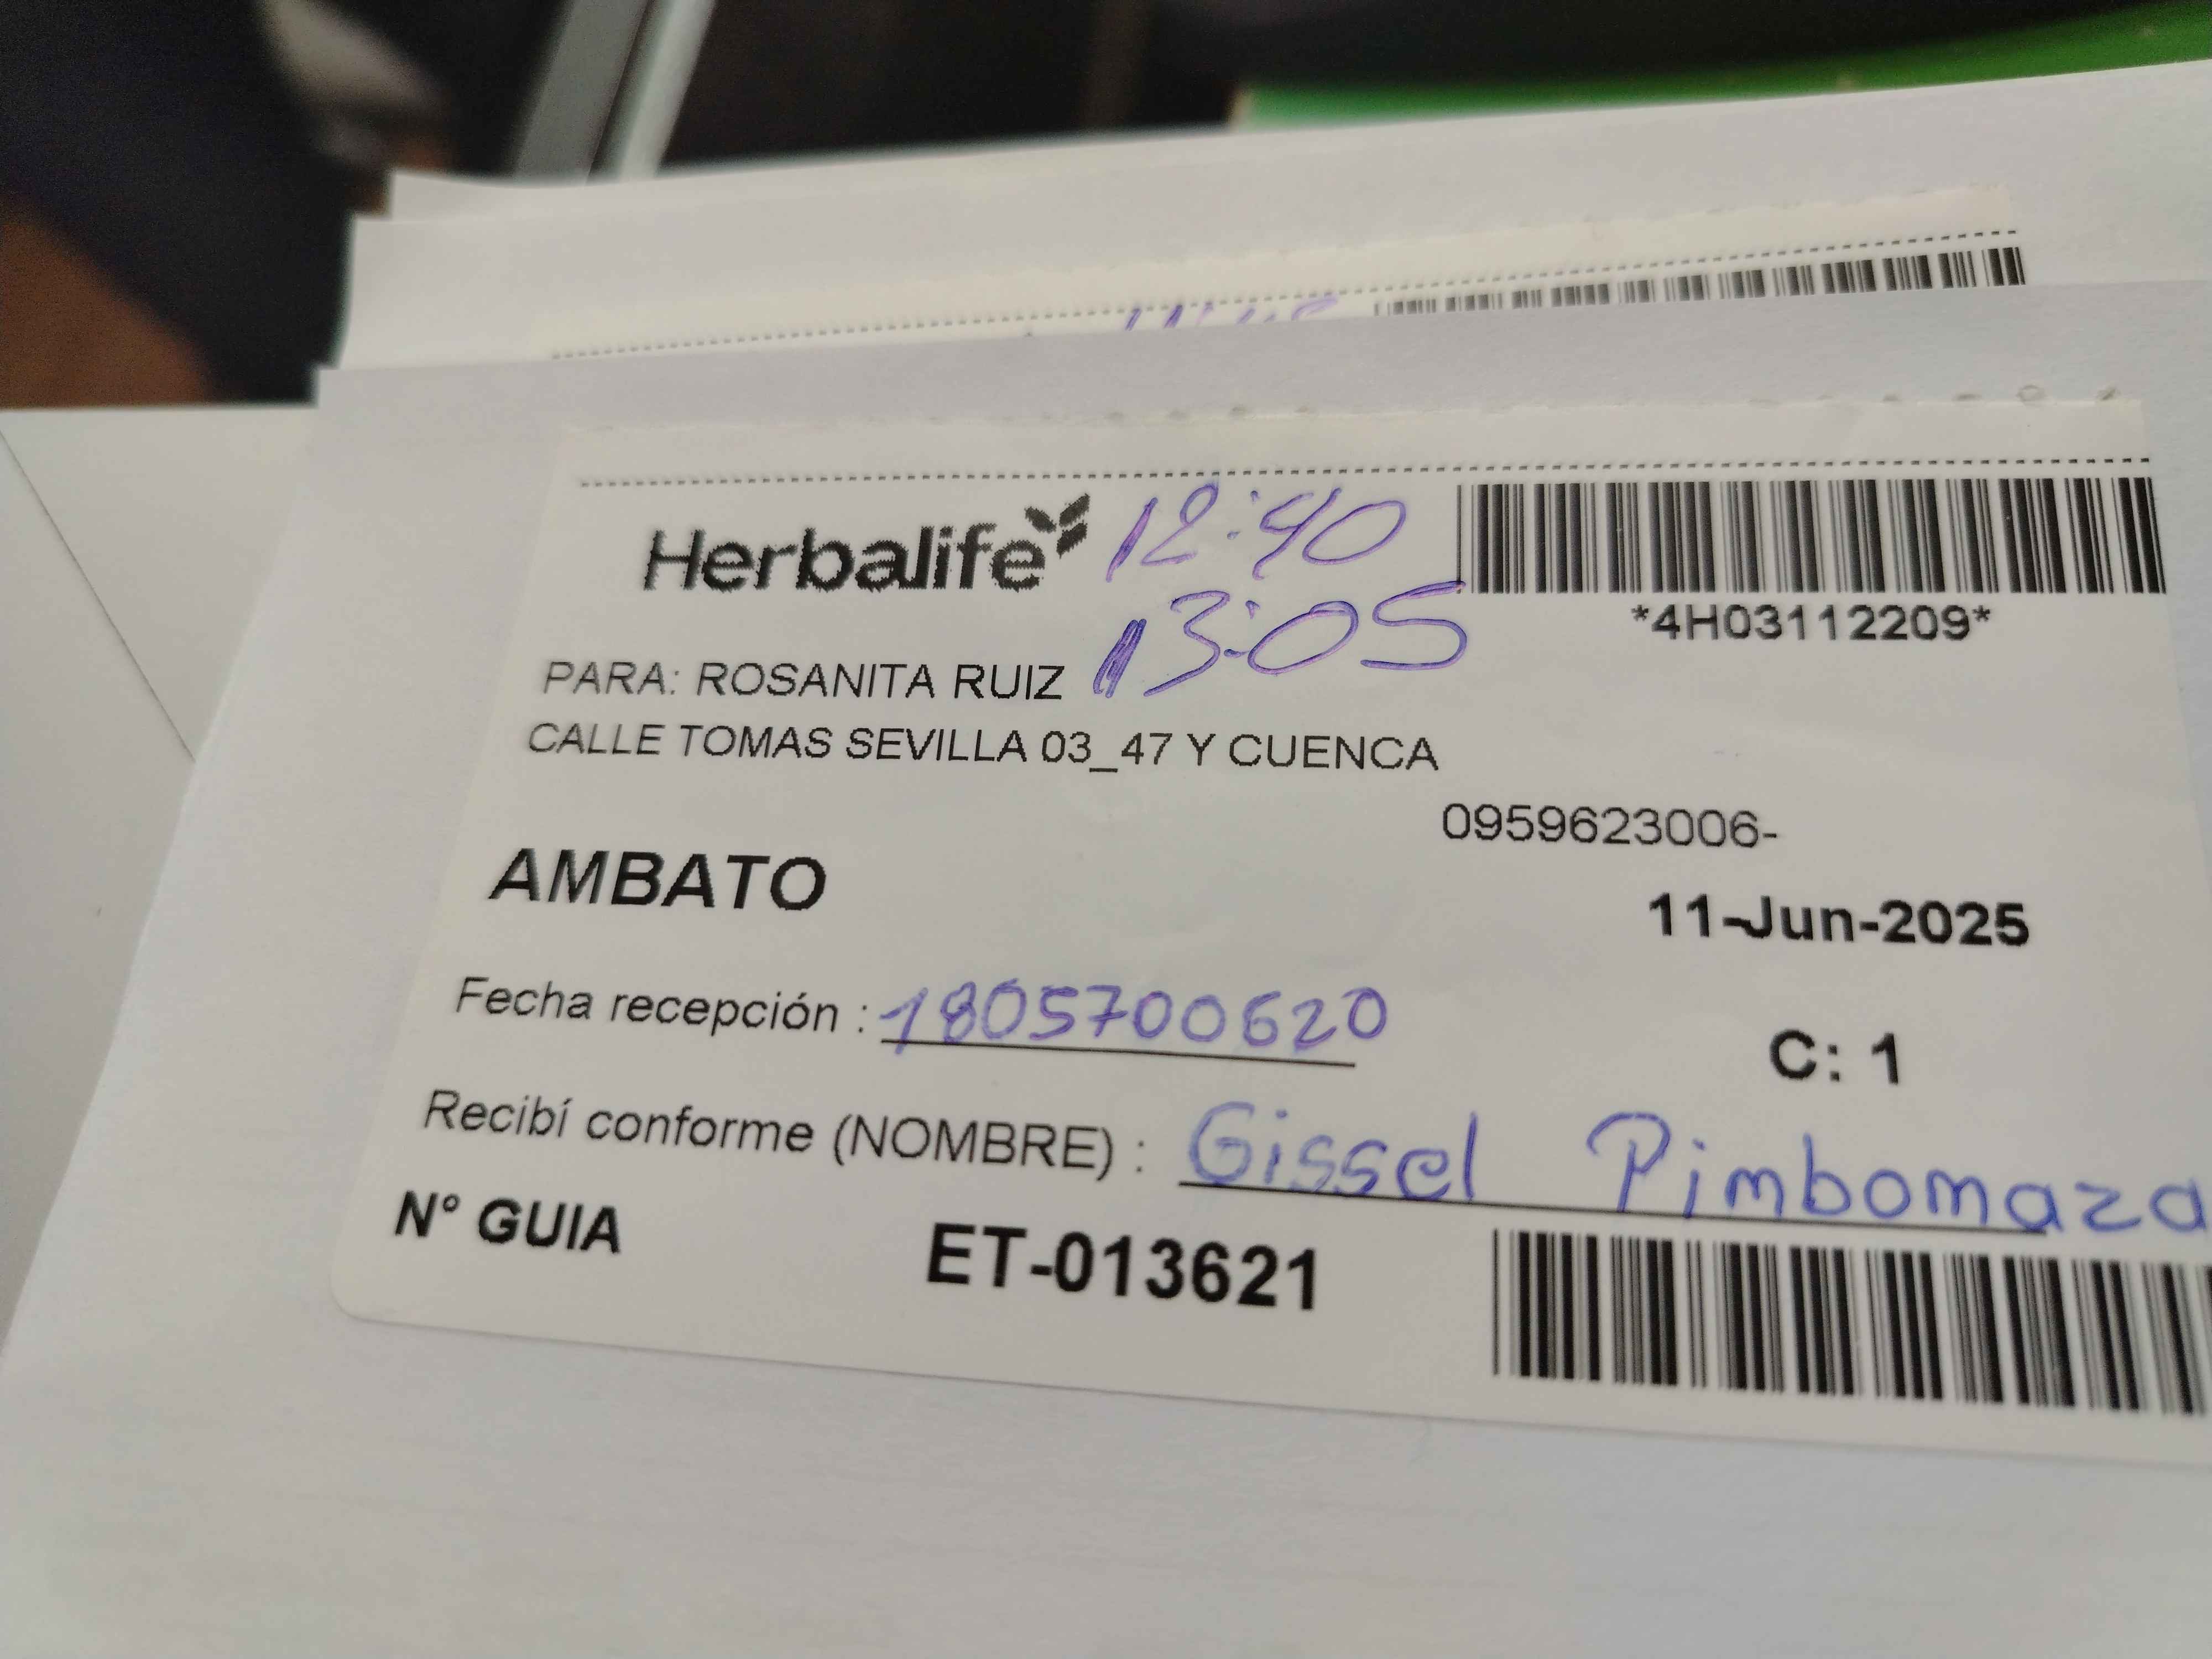 Herbalife
12:40
13:05
*4H03112209*
PARA: ROSANITA RUIZ
CALLE TOMAS SEVILLA 03_47 Y CUENCA
0959623006-
AMBATO
11-Jun-2025
Fecha recepción : 1805700620
C: 1
Recibí conforme (NOMBRE) : Gissel Pimbomaza
N° GUIA ET-013621